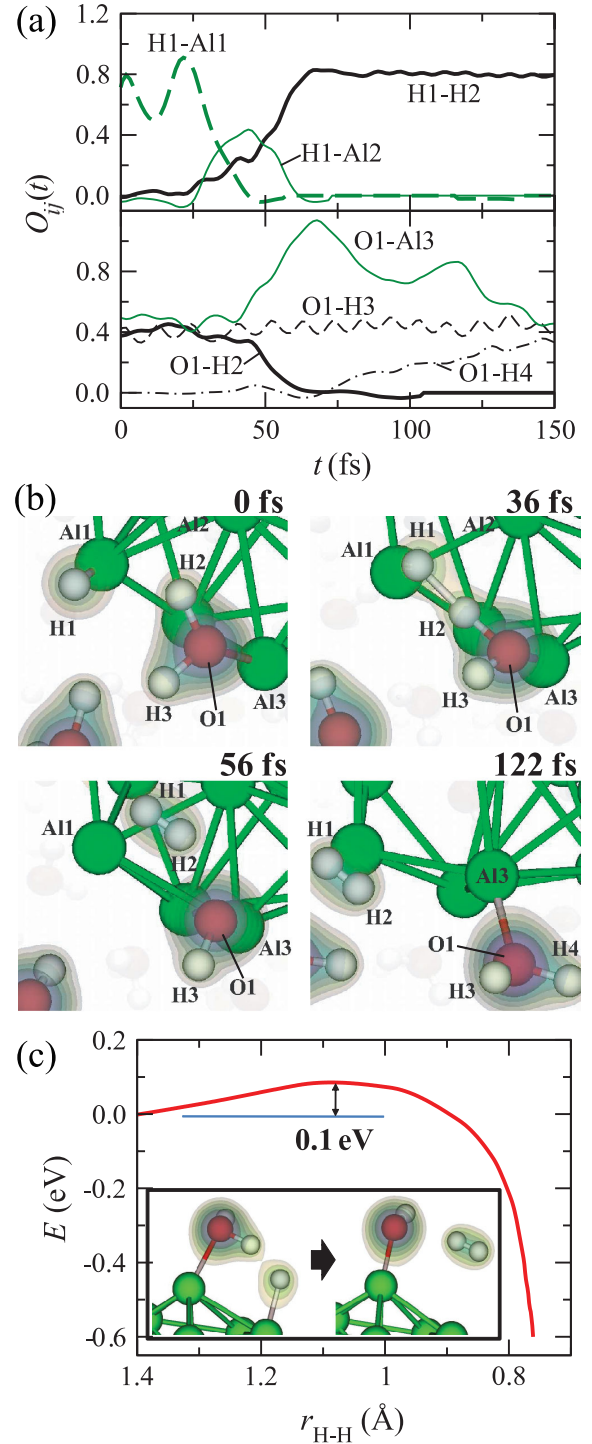 (a)
1.2
H1-Al1
0.8
H1-H2
0.4
H1-Al2
0.0
O_ij(t)
O1-Al3
0.8
O1-H3
0.4
O1-H2
O1-H4
0.0
0 50 100 150
t (fs)
(b)
0 fs
Al1 Al2
H2
H1
H3
O1
Al3
36 fs
H1 Al2
Al1
H2
H3
Al3
O1
56 fs
H1
Al1
H2
Al3
H3
O1
122 fs
H1
Al3
H2
O1 H4
H3
(c)
0.2
0.0
0.1 eV
-0.2
E (eV)
-0.4
-0.6
1.4 1.2 1 0.8
r_H-H (Å)